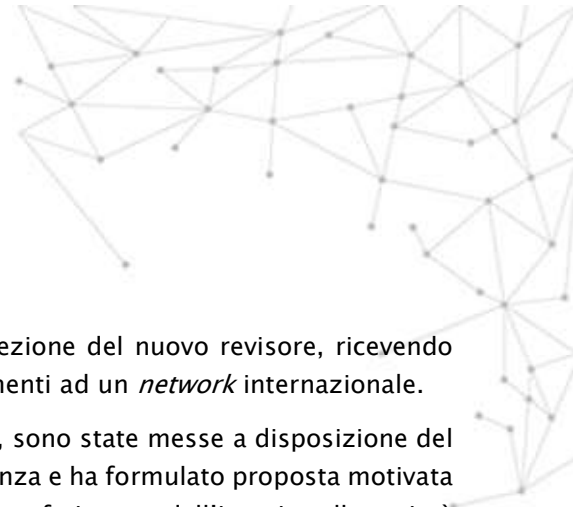 ezione del nuovo revisore, ricevendo
nenti ad un network internazionale.
, sono state messe a disposizione del
nza e ha formulato proposta motivata